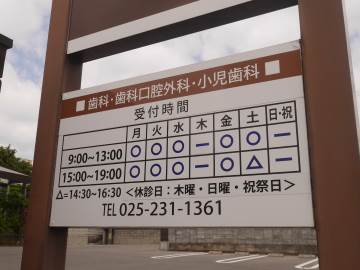 ■ 歯科・歯科口腔外科・小児歯科 ■
受付時間
月 火 水 木 金 土 日・祝
9:00~13:00 ○ ○ ○ ー ○ ○ ー
15:00~19:00 ○ ○ ○ ー ○ △ ー
△=14:30~16:30 <休診日：木曜・日曜・祝祭日>
TEL 025-231-1361